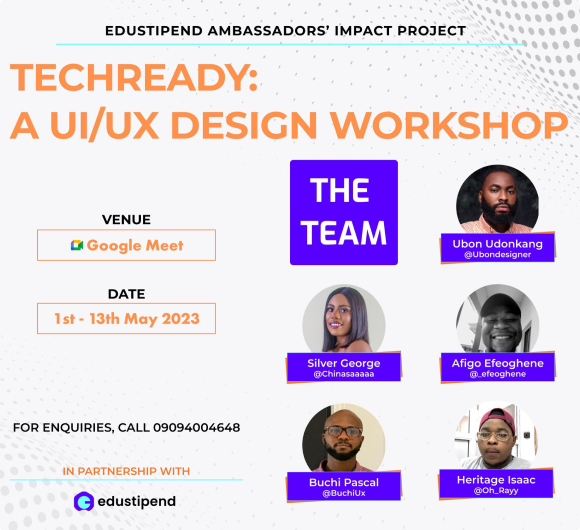 EDUSTIPEND AMBASSADORS' IMPACT PROJECT
TECHREADY:
A UI/UX DESIGN WORKSHOP
VENUE
Google Meet
DATE
1st - 13th May 2023
FOR ENQUIRIES, CALL 09094004648
IN PARTNERSHIP WITH
edustipend
THE
TEAM
Ubon Udonkang
@Ubondesigner
Silver George
@Chinasaaaaa
Afigo Efeoghene
@_efeoghene
Buchi Pascal
@BuchiUx
Heritage Isaac
@Oh_Rayy